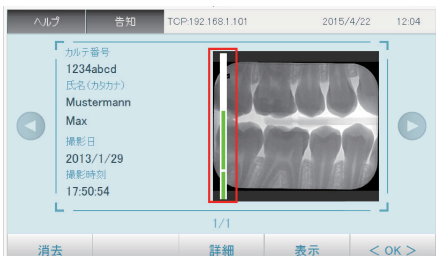 ヘルプ 告知 TCP:192.168.1.101 2015/4/22 12:04
カルテ番号
1234abcd
氏名(カタカナ)
Mustermann
Max
撮影日
2013/1/29
撮影時刻
17:50:54
1/1
消去 詳細 表示 < OK >